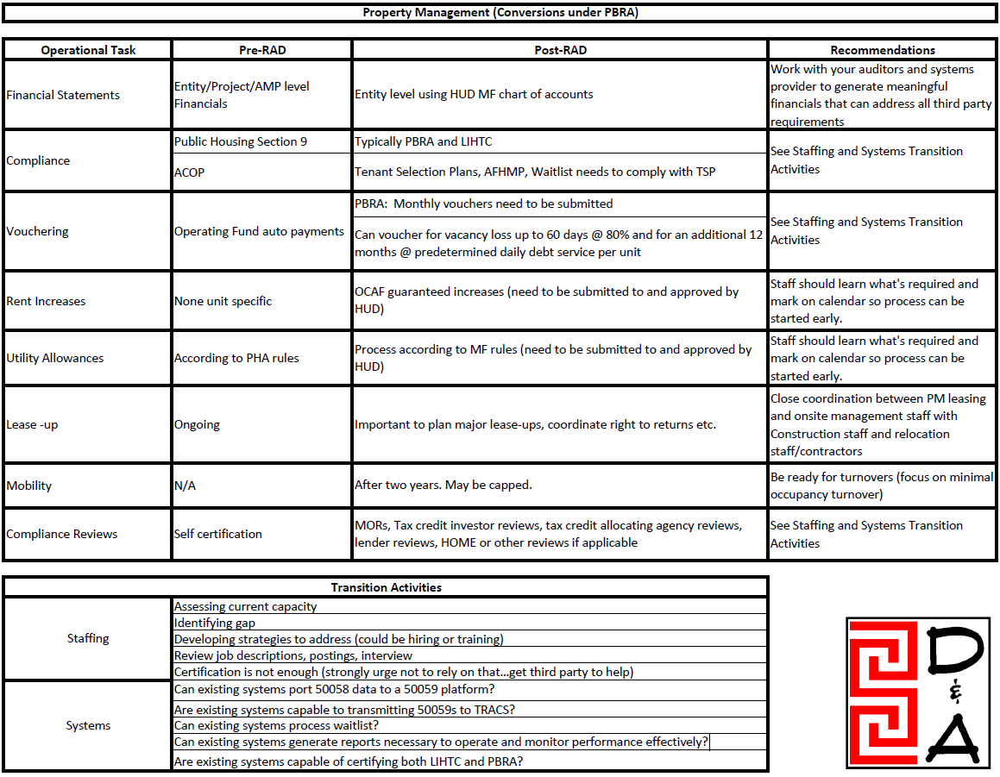 Property Management (Conversions under PBRA)
Operational Task
Pre-RAD
Post-RAD
Recommendations
Financial Statements
Entity/Project/AMP level
Financials
Entity level using HUD MF chart of accounts
Work with your auditors and systems
provider to generate meaningful
financials that can address all third party
requirements
Compliance
Public Housing Section 9
Typically PBRA and LIHTC
ACOP
Tenant Selection Plans, AFHMP, Waitlist needs to comply with TSP
See Staffing and Systems Transition
Activities
Vouchering
Operating Fund auto payments
PBRA:  Monthly vouchers need to be submitted
Can voucher for vacancy loss up to 60 days @ 80% and for an additional 12
months @ predetermined daily debt service per unit
See Staffing and Systems Transition
Activities
Rent Increases
None unit specific
OCAF guaranteed increases (need to be submitted to and approved by
HUD)
Staff should learn what's required and
mark on calendar so process can be
started early.
Utility Allowances
According to PHA rules
Process according to MF rules (need to be submitted to and approved by
HUD)
Staff should learn what's required and
mark on calendar so process can be
started early.
Lease -up
Ongoing
Important to plan major lease-ups, coordinate right to returns etc.
Close coordination between PM leasing
and onsite management staff with
Construction staff and relocation
staff/contractors
Mobility
N/A
After two years. May be capped.
Be ready for turnovers (focus on minimal
occupancy turnover)
Compliance Reviews
Self certification
MORs, Tax credit investor reviews, tax credit allocating agency reviews,
lender reviews, HOME or other reviews if applicable
See Staffing and Systems Transition
Activities
Transition Activities
Staffing
Assessing current capacity
Identifying gap
Developing strategies to address (could be hiring or training)
Review job descriptions, postings, interview
Certification is not enough (strongly urge not to rely on that...get third party to help)
Systems
Can existing systems port 50058 data to a 50059 platform?
Are existing systems capable to transmitting 50059s to TRACS?
Can existing systems process waitlist?
Can existing systems generate reports necessary to operate and monitor performance effectively?
Are existing systems capable of certifying both LIHTC and PBRA?
D
&
A